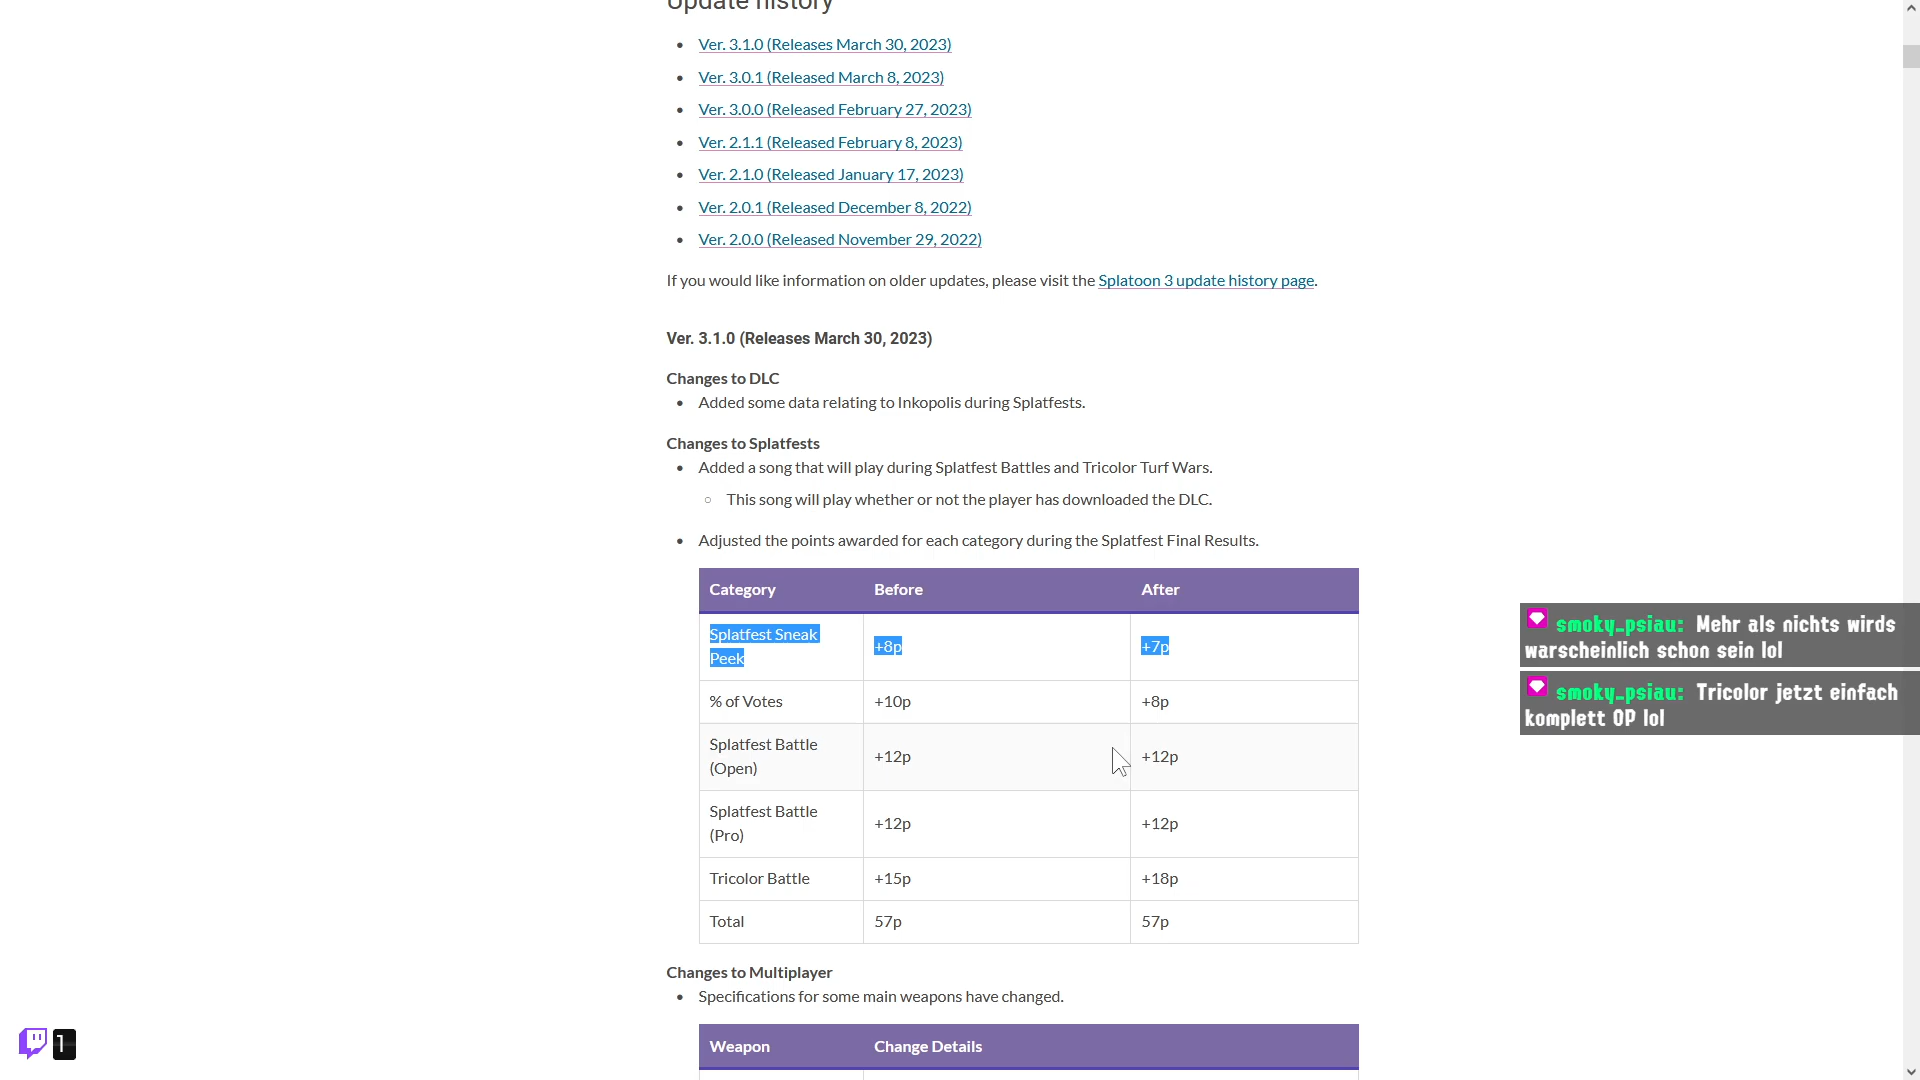 Update history
Ver. 3.1.0 (Releases March 30, 2023)
Ver. 3.0.1 (Released March 8, 2023)
Ver. 3.0.0 (Released February 27, 2023)
Ver. 2.1.1 (Released February 8, 2023)
Ver. 2.1.0 (Released January 17, 2023)
Ver. 2.0.1 (Released December 8, 2022)
Ver. 2.0.0 (Released November 29, 2022)
If you would like information on older updates, please visit the Splatoon 3 update history page.
Ver. 3.1.0 (Releases March 30, 2023)
Changes to DLC
Added some data relating to Inkopolis during Splatfests.
Changes to Splatfests
Added a song that will play during Splatfest Battles and Tricolor Turf Wars.
This song will play whether or not the player has downloaded the DLC.
Adjusted the points awarded for each category during the Splatfest Final Results.
Category Before After
Splatfest Sneak
Peek +8p +7p
% of Votes +10p +8p
Splatfest Battle
(Open) +12p +12p
Splatfest Battle
(Pro) +12p +12p
Tricolor Battle +15p +18p
Total 57p 57p
Changes to Multiplayer
Specifications for some main weapons have changed.
Weapon Change Details
smoky_psiau: Mehr als nichts wirds
warscheinlich schon sein lol
smoky_psiau: Tricolor jetzt einfach
komplett OP lol
1